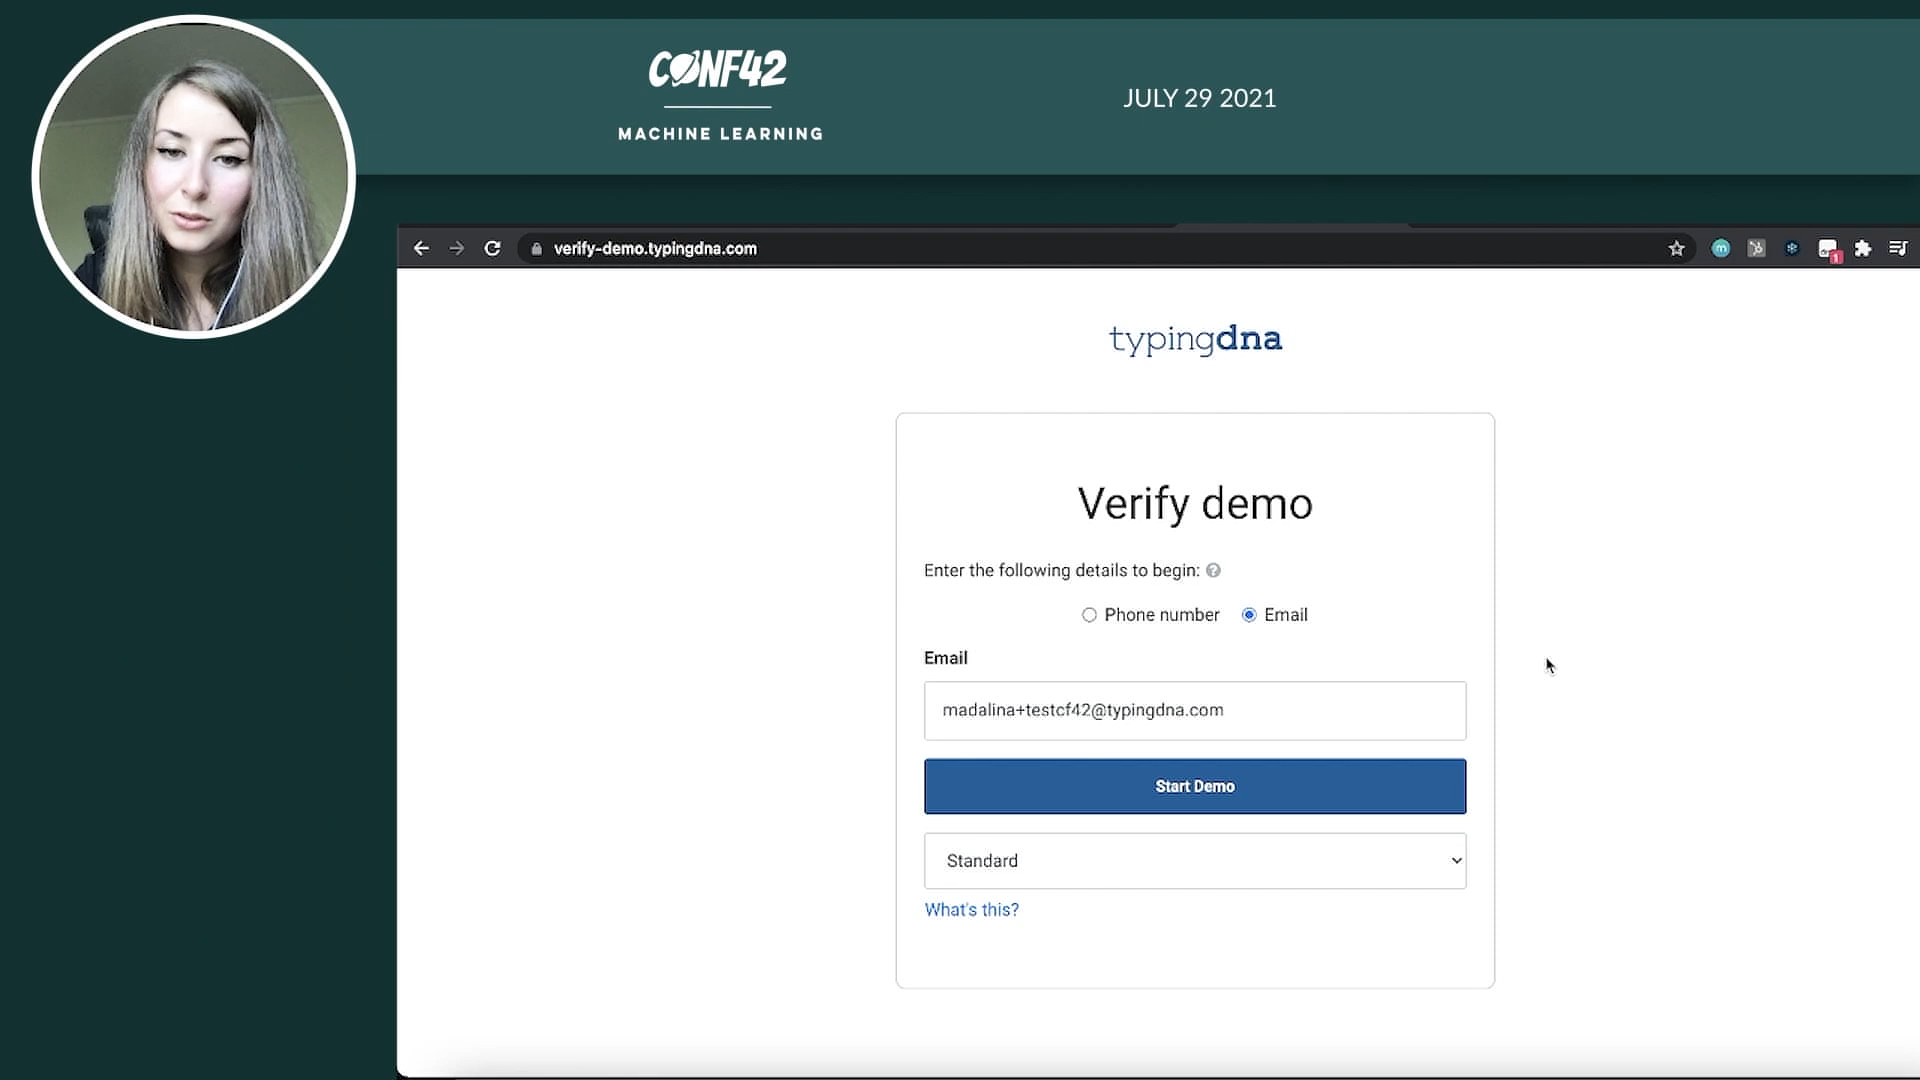 CONF42
MACHINE LEARNING
JULY 29 2021
verify-demo.typingdna.com
1
typingdna
Verify demo
Enter the following details to begin: ?
Phone number Email
Email
madalina+testcf42@typingdna.com
Start Demo
Standard
What's this?